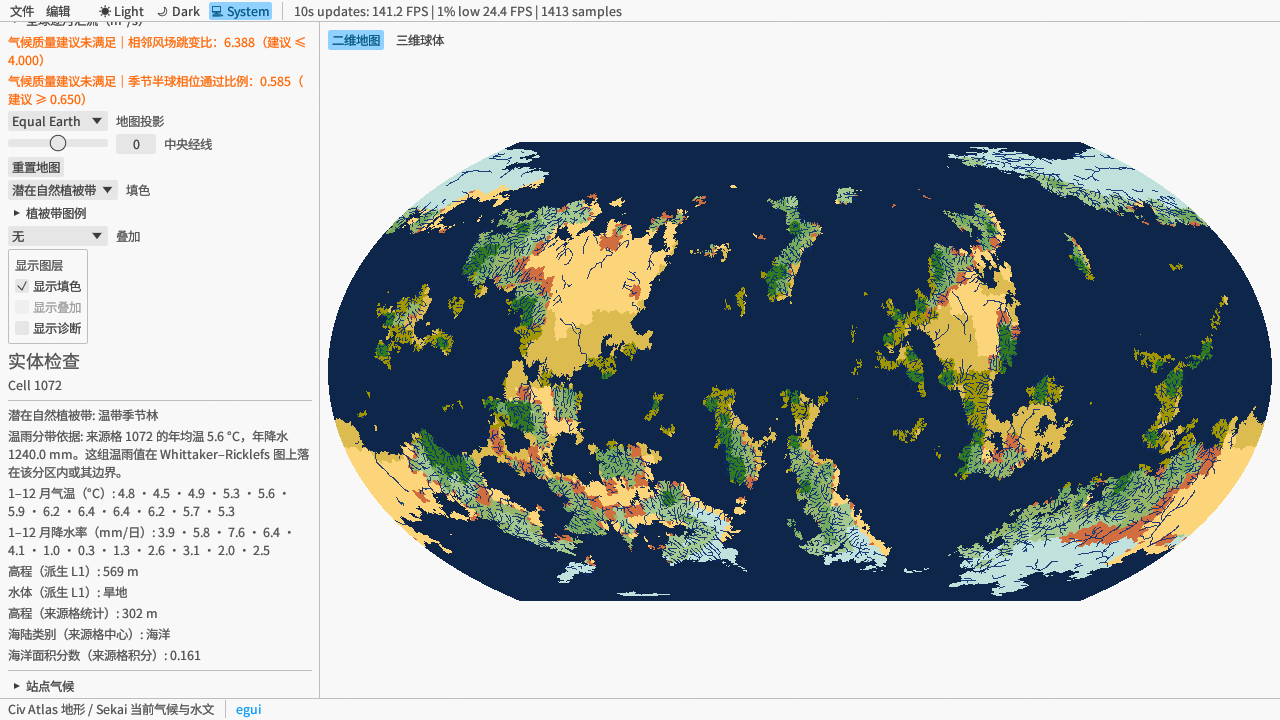 文件 编辑 Light Dark System 10s updates: 141.2 FPS | 1% low 24.4 FPS | 1413 samples
气候质量建议未满足｜相邻风场跳变比：6.388（建议 ≤
4.000）
气候质量建议未满足｜季节半球相位通过比例：0.585（
建议 ≥ 0.650）
Equal Earth 地图投影
0 中央经线
重置地图
潜在自然植被带 填色
植被带图例
无 叠加
显示图层
显示填色
显示叠加
显示诊断
实体检查
Cell 1072
潜在自然植被带: 温带季节林
温雨分带依据: 来源格 1072 的年均温 5.6 °C，年降水
1240.0 mm。这组温雨值在 Whittaker–Ricklefs 图上落
在该分区内或其边界。
1–12 月气温（°C）: 4.8 · 4.5 · 4.9 · 5.3 · 5.6 ·
5.9 · 6.2 · 6.4 · 6.4 · 6.2 · 5.7 · 5.3
1–12 月降水率（mm/日）: 3.9 · 5.8 · 7.6 · 6.4 ·
4.1 · 1.0 · 0.3 · 1.3 · 2.6 · 3.1 · 2.0 · 2.5
高程（派生 L1）: 569 m
水体（派生 L1）: 旱地
高程（来源格统计）: 302 m
海陆类别（来源格中心）: 海洋
海洋面积分数（来源格积分）: 0.161
站点气候
二维地图 三维球体
Civ Atlas 地形 / Sekai 当前气候与水文 egui